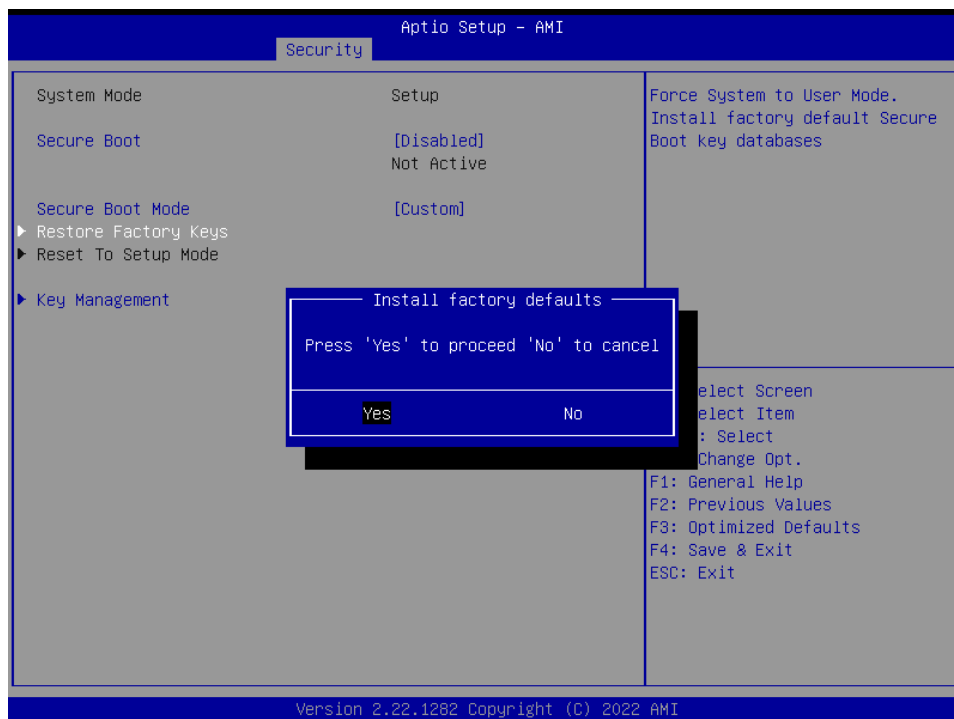 Aptio Setup – AMI
Security
System Mode Setup
Secure Boot [Disabled]
Not Active
Secure Boot Mode [Custom]
Restore Factory Keys
Reset To Setup Mode
Key Management
Force System to User Mode.
Install factory default Secure
Boot key databases
Install factory defaults
Press 'Yes' to proceed 'No' to cancel
Yes No
Screen
Item
: Select
Change Opt.
F1: General Help
F2: Previous Values
F3: Optimized Defaults
F4: Save & Exit
ESC: Exit
Version 2.22.1282 Copyright (C) 2022 AMI